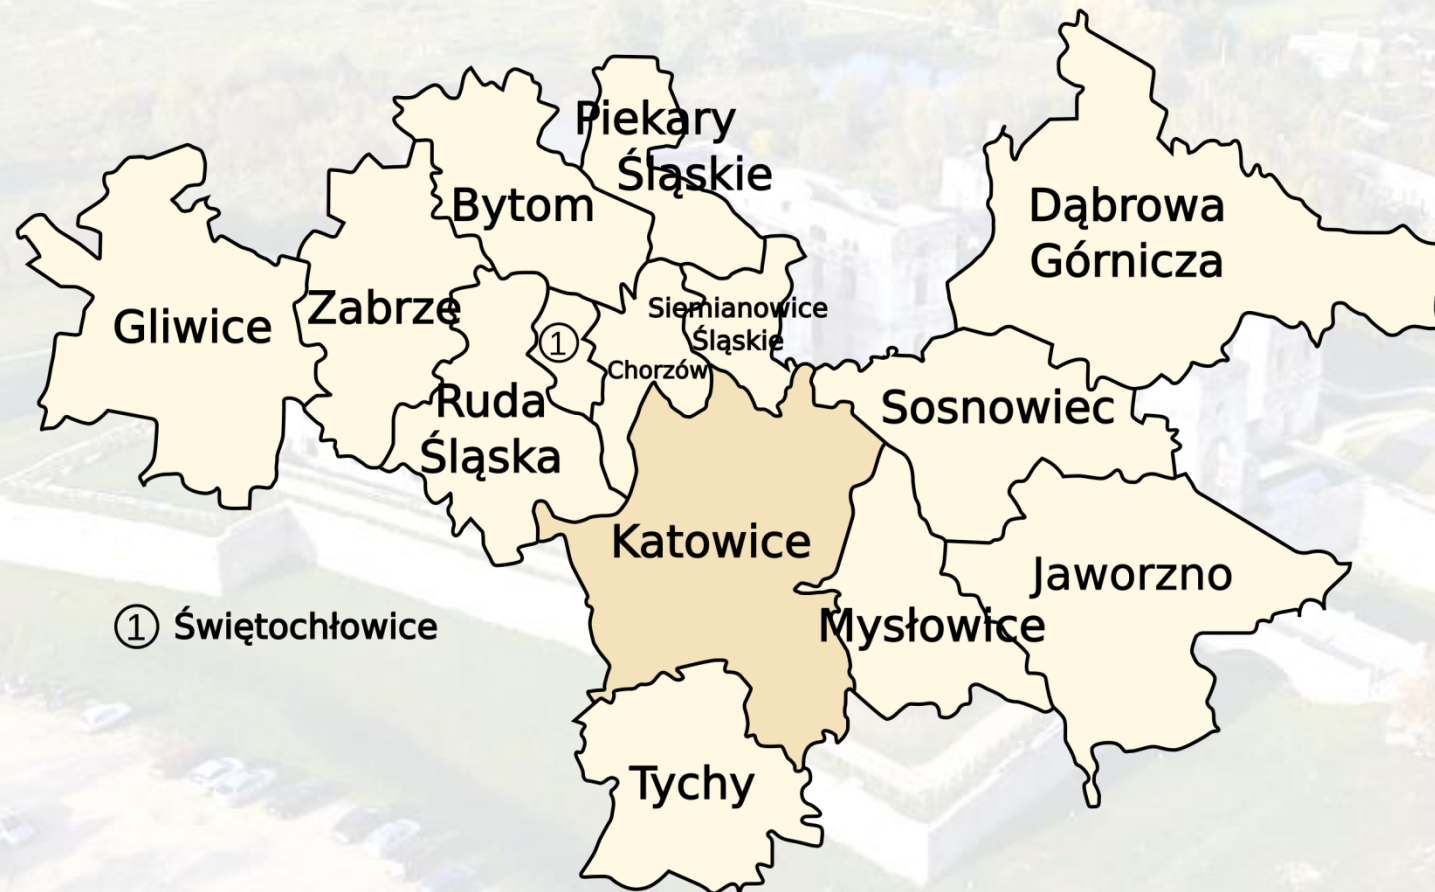 Piekary
Śląskie
Bytom
Dąbrowa
Górnicza
Gliwice
Zabrze
Siemianowice
Śląskie
1
Chorzów
Ruda
Śląska
Sosnowiec
Katowice
Jaworzno
Mysłowice
1 Świętochłowice
Tychy